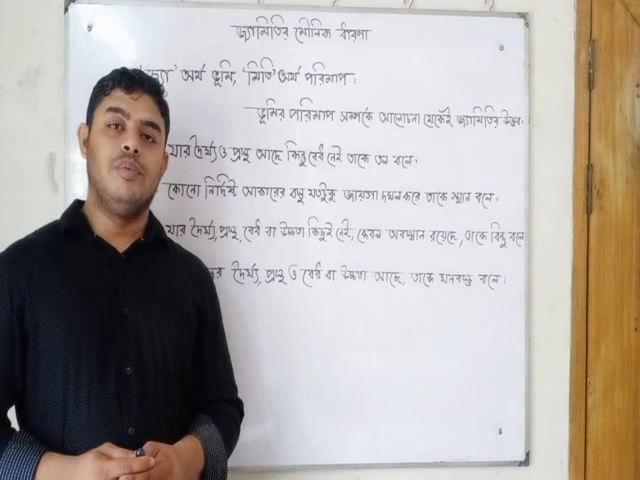 জ্যামিতির মৌলিক ধারণা
'জ্যা' অর্থ ভূমি, 'মিতি' অর্থ পরিমাপ।
ভূমির পরিমাপ সম্পর্কে আলোচনা থেকেই জ্যামিতির উদ্ভব।
যার দৈর্ঘ্য ও প্রস্থ আছে কিন্তু বেধ নেই তাকে তল বলে।
কোনো নির্দিষ্ট আকারের বস্তু যতটুকু জায়গা দখল করে তাকে স্থান বলে।
যার দৈর্ঘ্য, প্রস্থ, বেধ বা উচ্চতা কিছুই নেই, কেবল অবস্থান রয়েছে, তাকে বিন্দু বলে
দৈর্ঘ্য, প্রস্থ ও বেধ বা উচ্চতা আছে, তাকে ঘনবস্তু বলে।